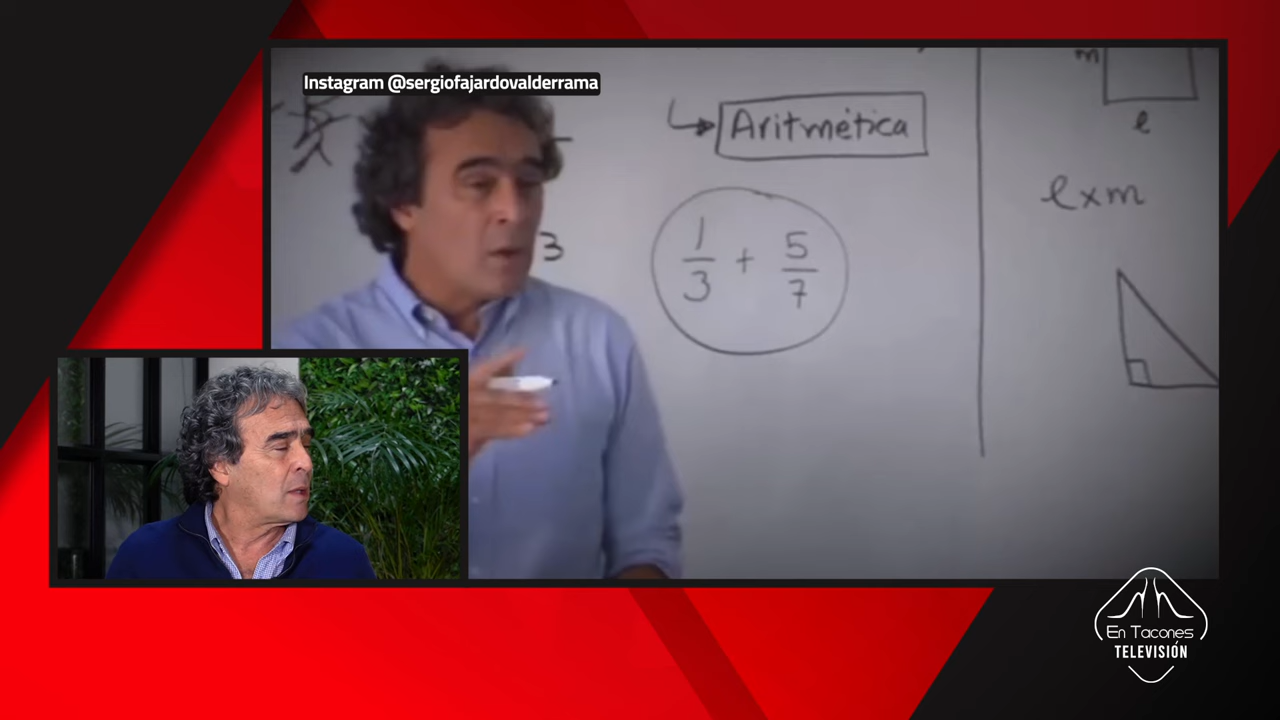 Instagram @sergiofajardovalderrama
Aritmética
1/3 + 5/7
3
m
l
l x m
En Tacones
TELEVISIÓN